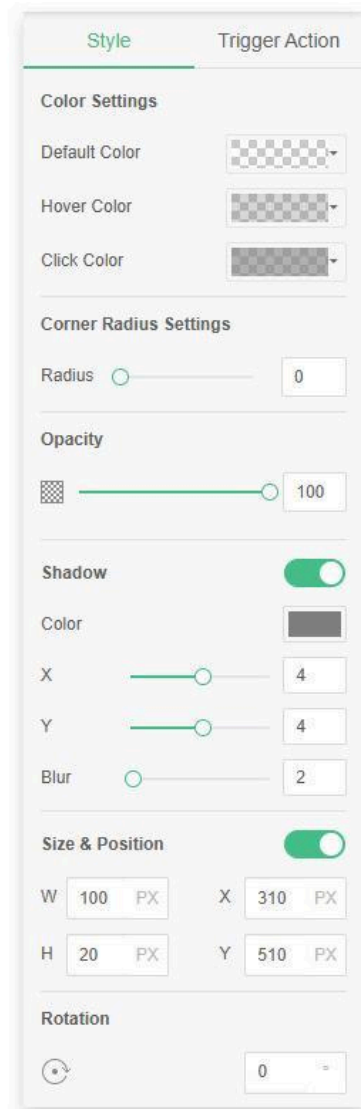 Style Trigger Action
Color Settings
Default Color
Hover Color
Click Color
Corner Radius Settings
Radius 0
Opacity
100
Shadow
Color
X 4
Y 4
Blur 2
Size & Position
W 100 PX X 310 PX
H 20 PX Y 510 PX
Rotation
0 °